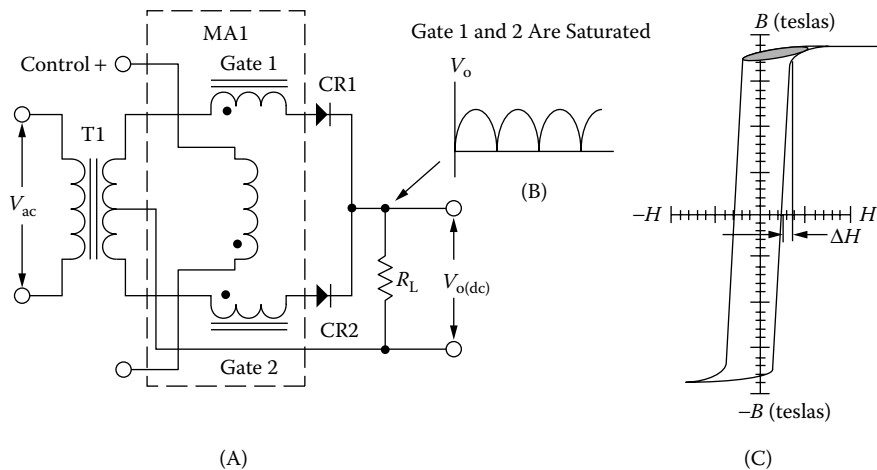 MA1
Control +
Gate 1
CR1
T1
V_ac
R_L
V_o(dc)
CR2
Gate 2
(A)
Gate 1 and 2 Are Saturated
V_o
(B)
B (teslas)
−H
H
ΔH
−B (teslas)
(C)